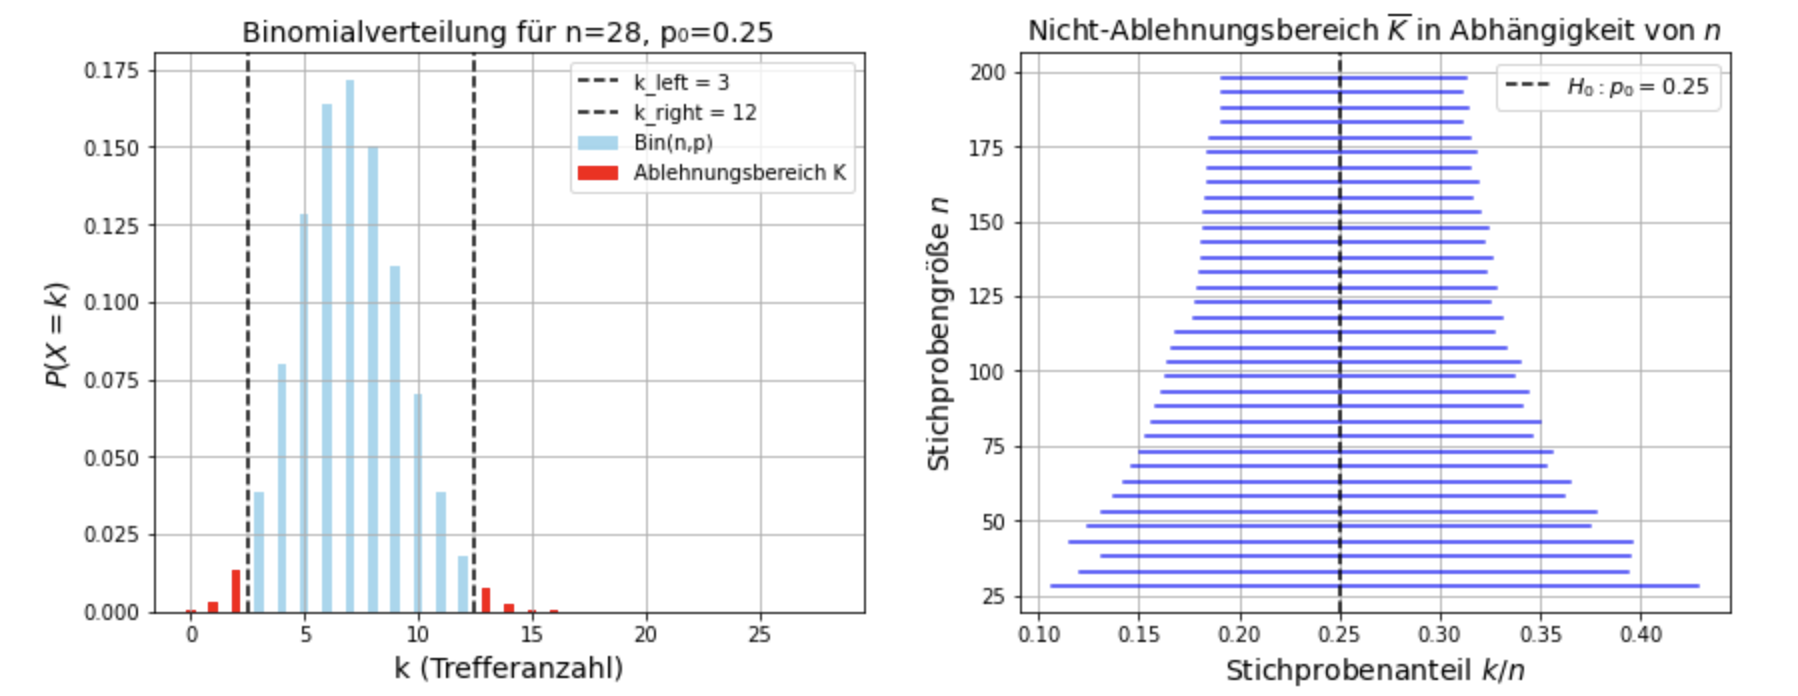 Binomialverteilung für n=28, p₀=0.25
0.175
0.150
0.125
0.100
0.075
0.050
0.025
0.000
P(X = k)
k_left = 3
k_right = 12
Bin(n,p)
Ablehnungsbereich K
0 5 10 15 20 25
k (Trefferanzahl)
Nicht-Ablehnungsbereich K̅ in Abhängigkeit von n
200
175
150
125
100
75
50
25
Stichprobengröße n
H₀ : p₀ = 0.25
0.10 0.15 0.20 0.25 0.30 0.35 0.40
Stichprobenanteil k/n